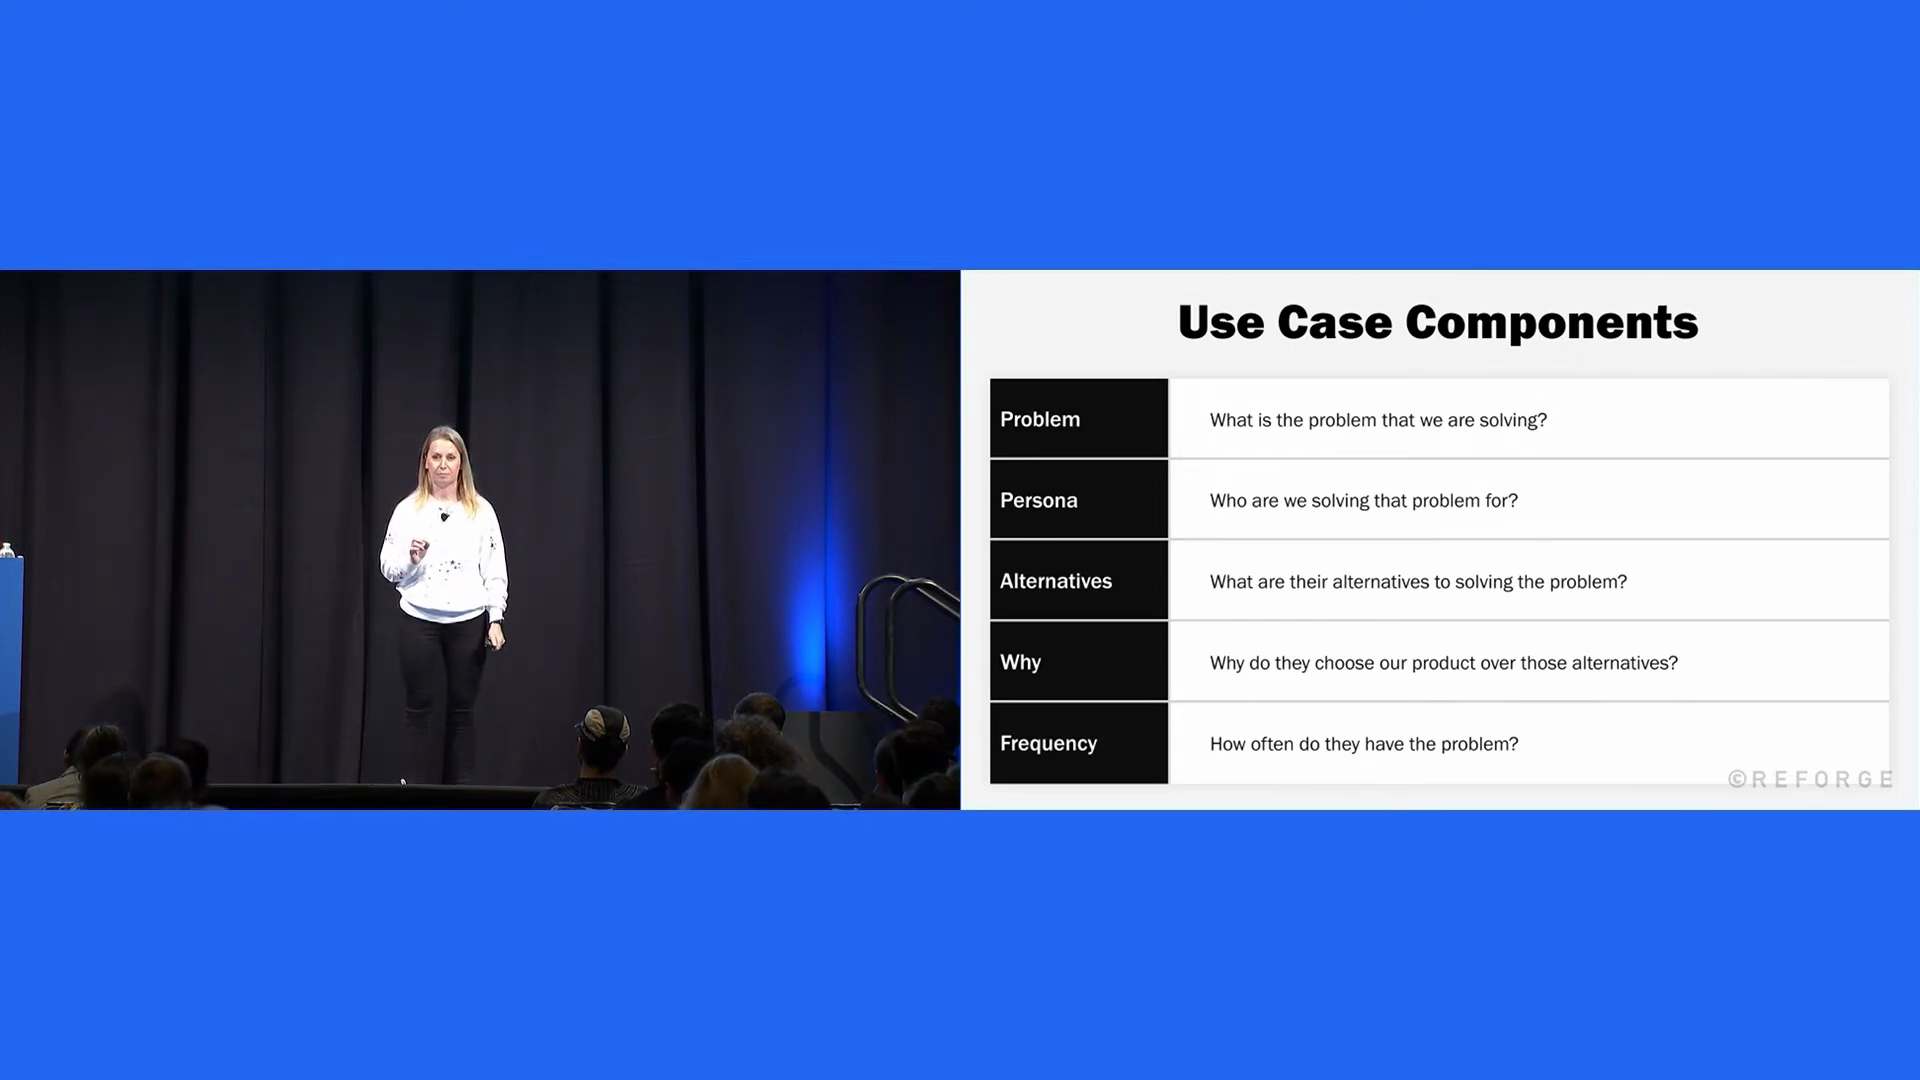 Use Case Components
Problem What is the problem that we are solving?
Persona Who are we solving that problem for?
Alternatives What are their alternatives to solving the problem?
Why Why do they choose our product over those alternatives?
Frequency How often do they have the problem?
©REFORGE